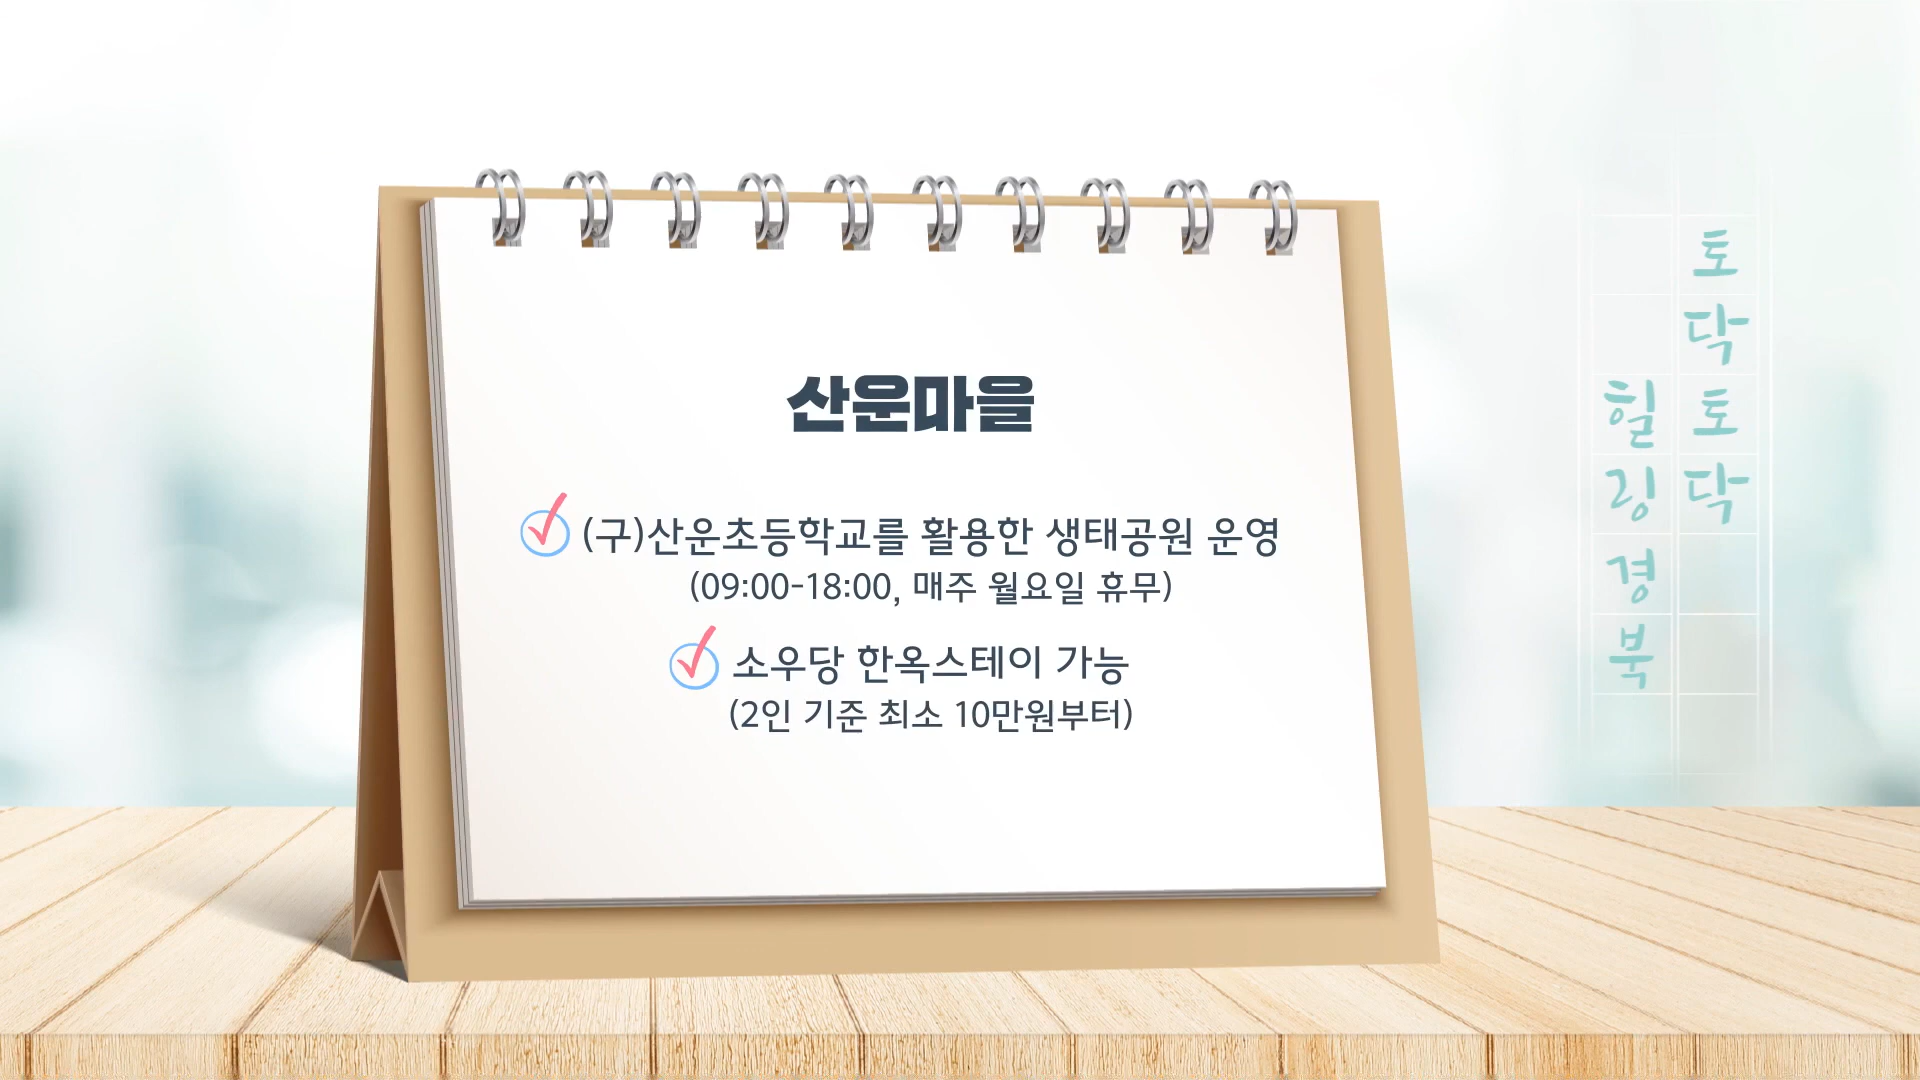 산운마을
(구)산운초등학교를 활용한 생태공원 운영
(09:00-18:00, 매주 월요일 휴무)
소우당 한옥스테이 가능
(2인 기준 최소 10만원부터)
토닥토닥
힐링경북